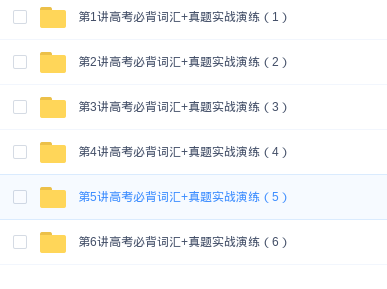 第1讲高考必背词汇+真题实战演练（1）
第2讲高考必背词汇+真题实战演练（2）
第3讲高考必背词汇+真题实战演练（3）
第4讲高考必背词汇+真题实战演练（4）
第5讲高考必背词汇+真题实战演练（5）
第6讲高考必背词汇+真题实战演练（6）